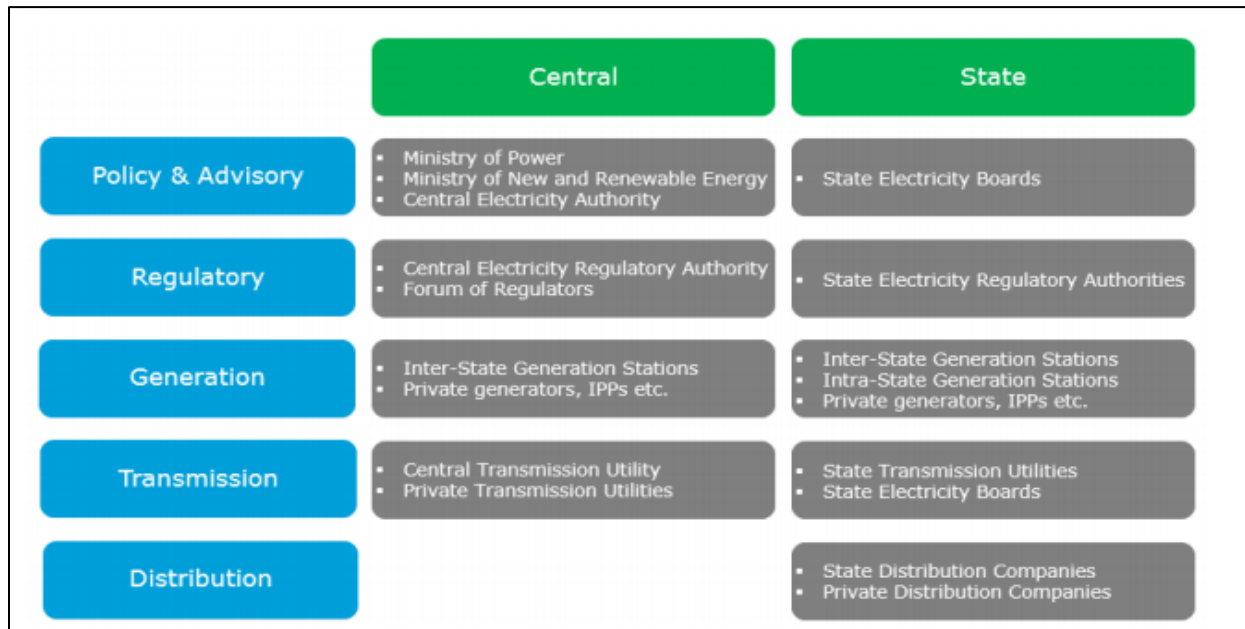 Central
State
Policy & Advisory
▪ Ministry of Power
▪ Ministry of New and Renewable Energy
▪ Central Electricity Authority
▪ State Electricity Boards
Regulatory
▪ Central Electricity Regulatory Authority
▪ Forum of Regulators
▪ State Electricity Regulatory Authorities
Generation
▪ Inter-State Generation Stations
▪ Private generators, IPPs etc.
▪ Inter-State Generation Stations
▪ Intra-State Generation Stations
▪ Private generators, IPPs etc.
Transmission
▪ Central Transmission Utility
▪ Private Transmission Utilities
▪ State Transmission Utilities
▪ State Electricity Boards
Distribution
▪ State Distribution Companies
▪ Private Distribution Companies